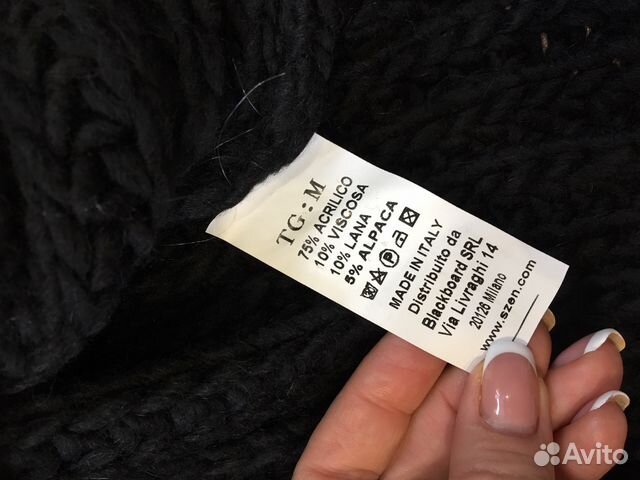 TG: M
75% ACRILICO
10% VISCOSA
10% LANA
5% ALPACA
MADE IN ITALY
Distribuito da
Blackboard SRL
Via Livraghi 14
20126 Milano
www.szen.com
Avito